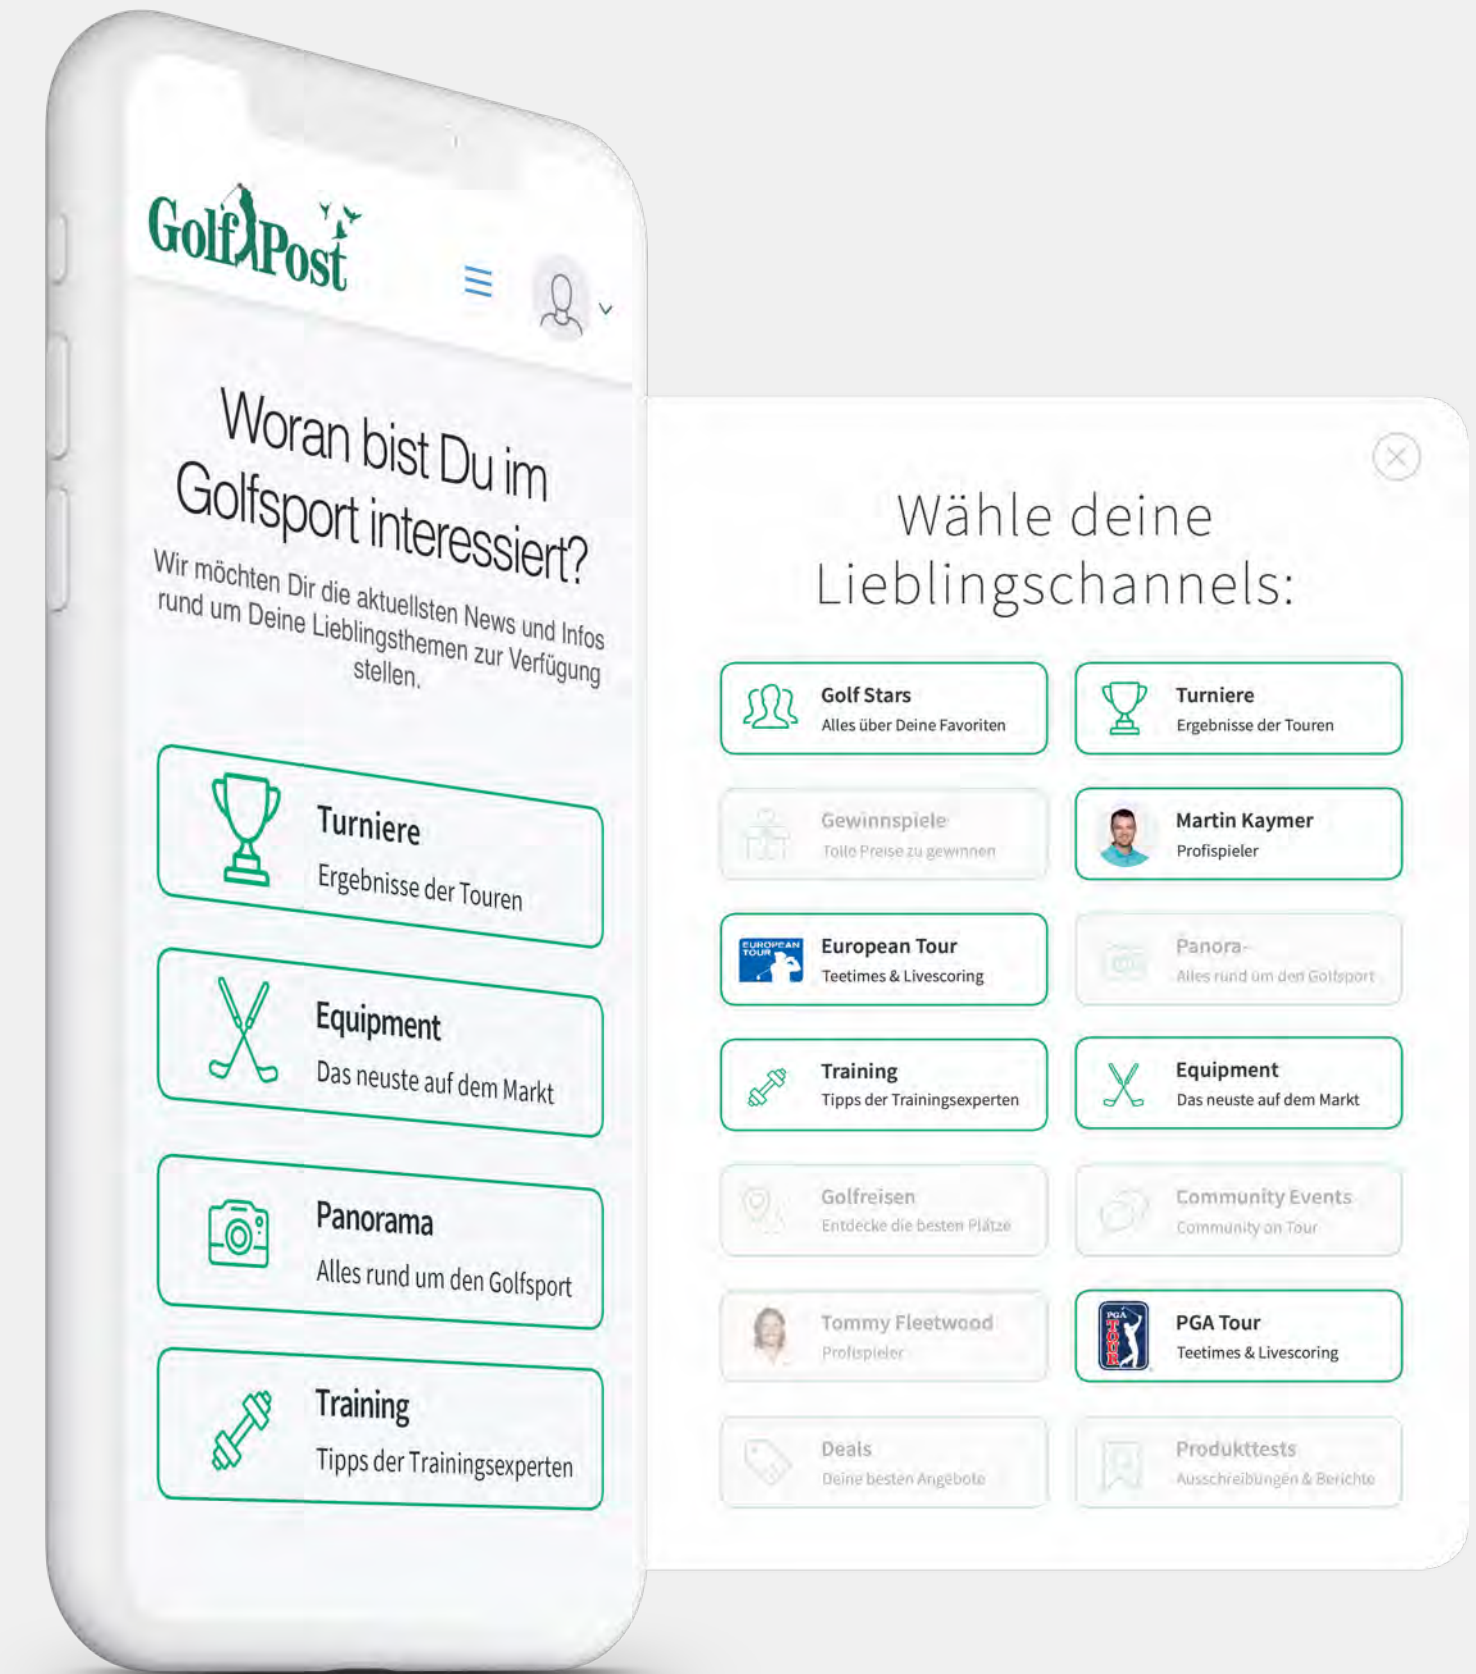 Golf Post
Woran bist Du im
Golfsport interessiert?
Wir möchten Dir die aktuellsten News und Infos
rund um Deine Lieblingsthemen zur Verfügung
stellen.
Turniere
Ergebnisse der Touren
Equipment
Das neuste auf dem Markt
Panorama
Alles rund um den Golfsport
Training
Tipps der Trainingsexperten
Wähle deine
Lieblingschannels:
Golf Stars
Alles über Deine Favoriten
Turniere
Ergebnisse der Touren
Gewinnspiele
Tolle Preise zu gewinnen
Martin Kaymer
Profispieler
EUROPEAN
TOUR
European Tour
Teetimes & Livescoring
Panora-
Alles rund um den Golfsport
Training
Tipps der Trainingsexperten
Equipment
Das neuste auf dem Markt
Golfreisen
Entdecke die besten Plätze
Community Events
Community on Tour
Tommy Fleetwood
Profispieler
PGA
TOUR
PGA Tour
Teetimes & Livescoring
Deals
Deine besten Angebote
Produkttests
Ausschreibungen & Berichte